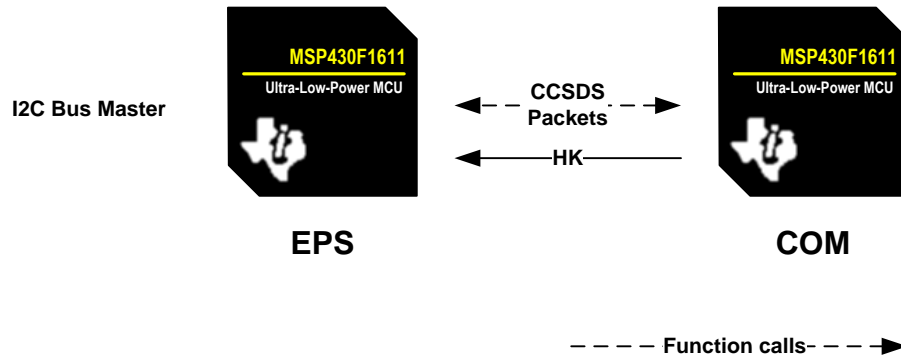 MSP430F1611
Ultra-Low-Power MCU
MSP430F1611
Ultra-Low-Power MCU
I2C Bus Master
CCSDS
Packets
HK
EPS
COM
Function calls